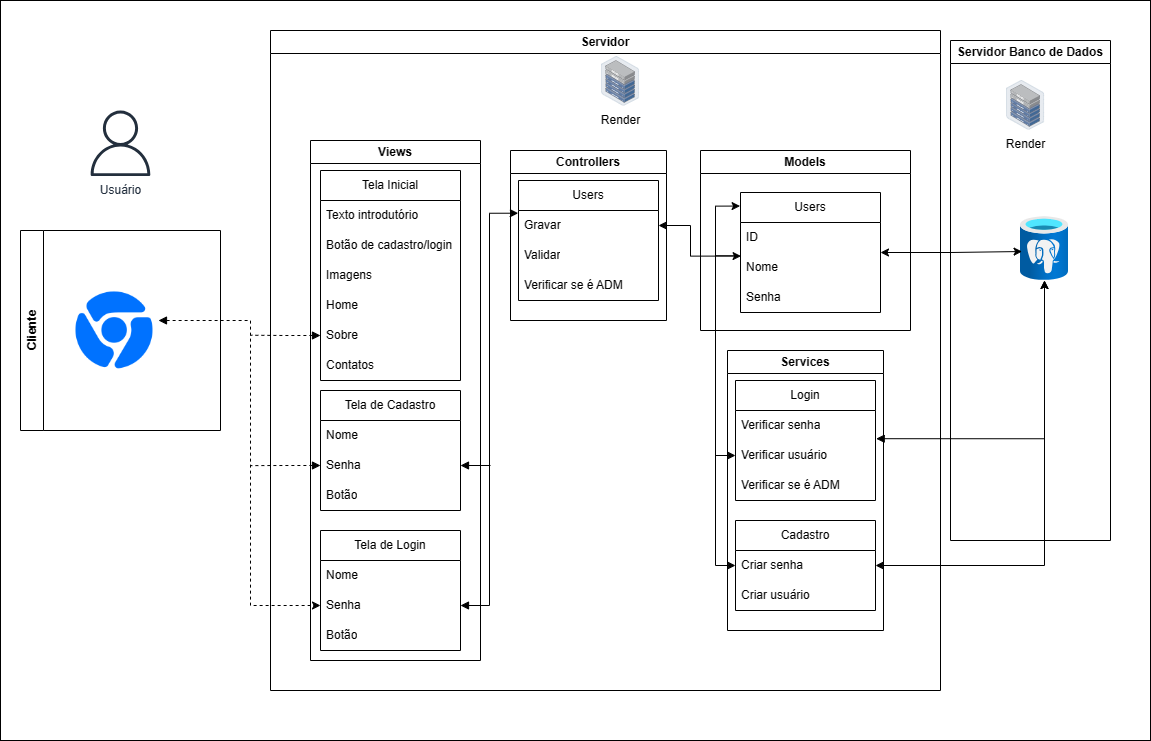 Servidor
Servidor Banco de Dados
Render
Render
Usuário
Cliente
Views
Tela Inicial
Texto introdutório
Botão de cadastro/login
Imagens
Home
Sobre
Contatos
Tela de Cadastro
Nome
Senha
Botão
Tela de Login
Nome
Senha
Botão
Controllers
Users
Gravar
Validar
Verificar se é ADM
Models
Users
ID
Nome
Senha
Services
Login
Verificar senha
Verificar usuário
Verificar se é ADM
Cadastro
Criar senha
Criar usuário